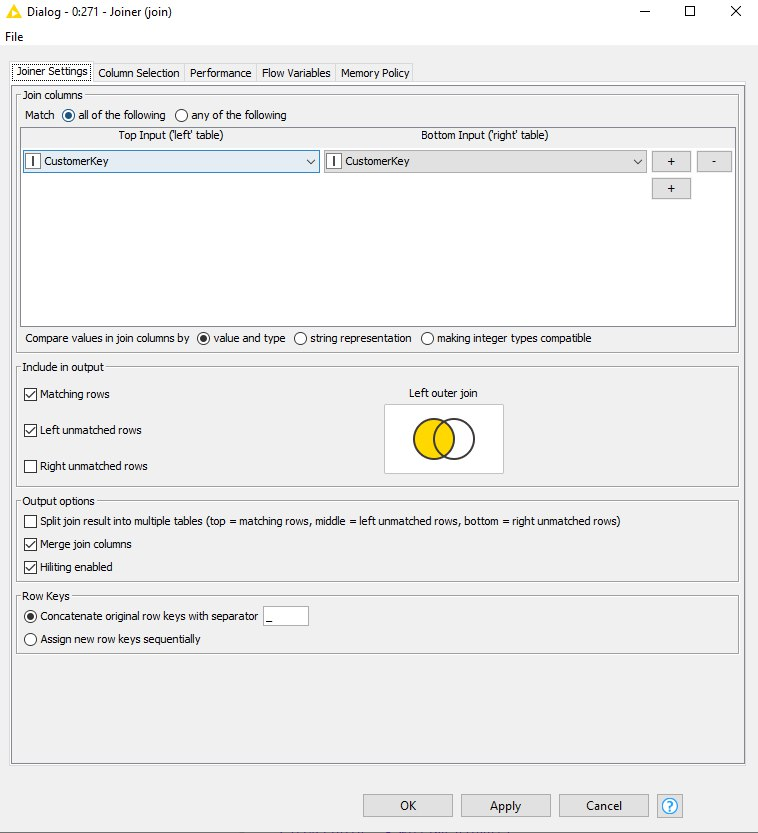 Dialog - 0:271 - Joiner (join)
File
Joiner Settings Column Selection Performance Flow Variables Memory Policy
Join columns
Match all of the following any of the following
Top Input ('left' table) Bottom Input ('right' table)
I CustomerKey I CustomerKey + -
+
Compare values in join columns by value and type string representation making integer types compatible
Include in output
Matching rows Left outer join
Left unmatched rows
Right unmatched rows
Output options
Split join result into multiple tables (top = matching rows, middle = left unmatched rows, bottom = right unmatched rows)
Merge join columns
Hiliting enabled
Row Keys
Concatenate original row keys with separator _
Assign new row keys sequentially
OK Apply Cancel ?